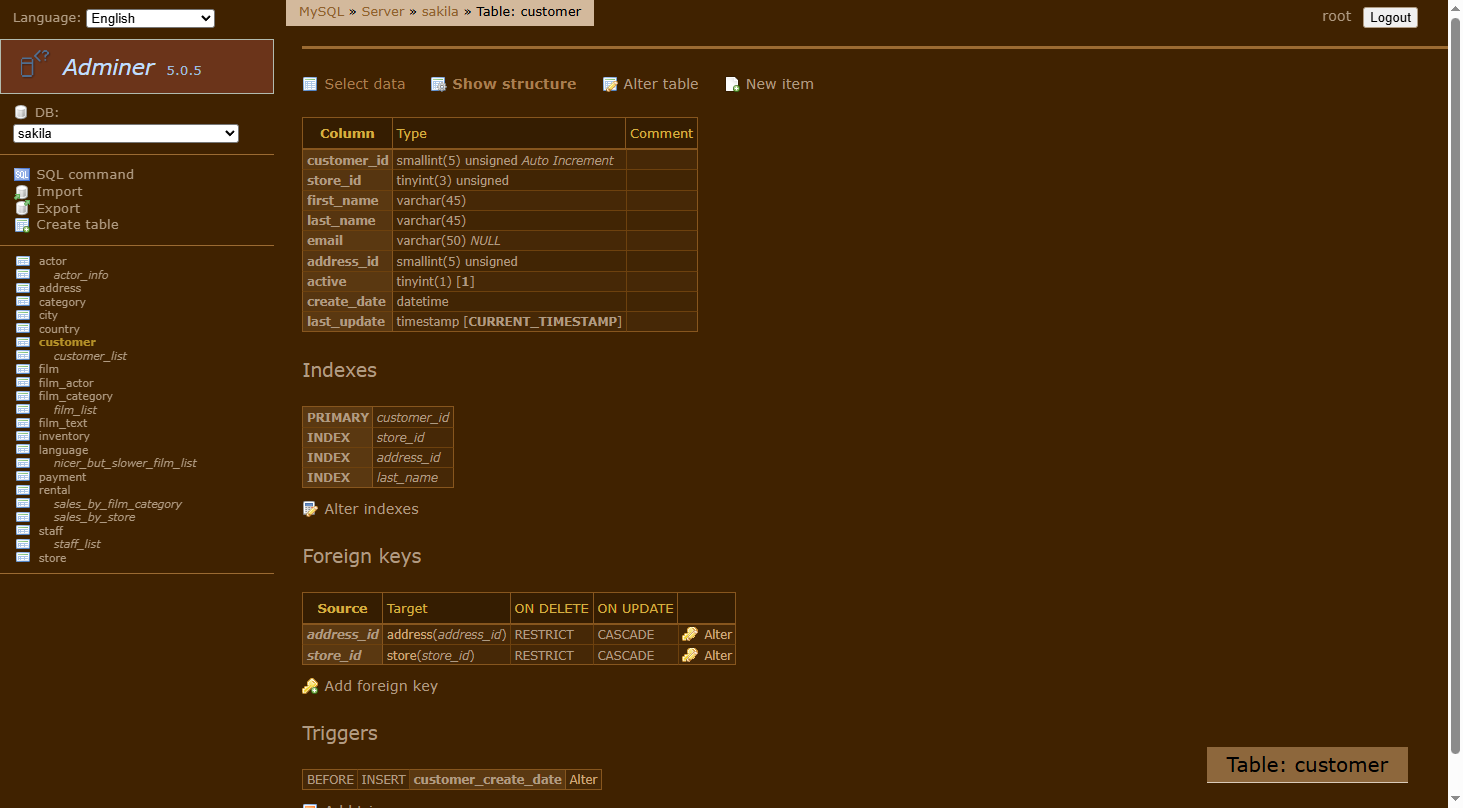 Language: English
MySQL » Server » sakila » Table: customer
root Logout
Adminer 5.0.5
DB:
sakila
SQL command
Import
Export
Create table
actor
actor_info
address
category
city
country
customer
customer_list
film
film_actor
film_category
film_list
film_text
inventory
language
nicer_but_slower_film_list
payment
rental
sales_by_film_category
sales_by_store
staff
staff_list
store
Select data Show structure Alter table New item
Column Type Comment
customer_id smallint(5) unsigned Auto Increment
store_id tinyint(3) unsigned
first_name varchar(45)
last_name varchar(45)
email varchar(50) NULL
address_id smallint(5) unsigned
active tinyint(1) [1]
create_date datetime
last_update timestamp [CURRENT_TIMESTAMP]
Indexes
PRIMARY customer_id
INDEX store_id
INDEX address_id
INDEX last_name
Alter indexes
Foreign keys
Source Target ON DELETE ON UPDATE
address_id address(address_id) RESTRICT CASCADE Alter
store_id store(store_id) RESTRICT CASCADE Alter
Add foreign key
Triggers
BEFORE INSERT customer_create_date Alter
Table: customer